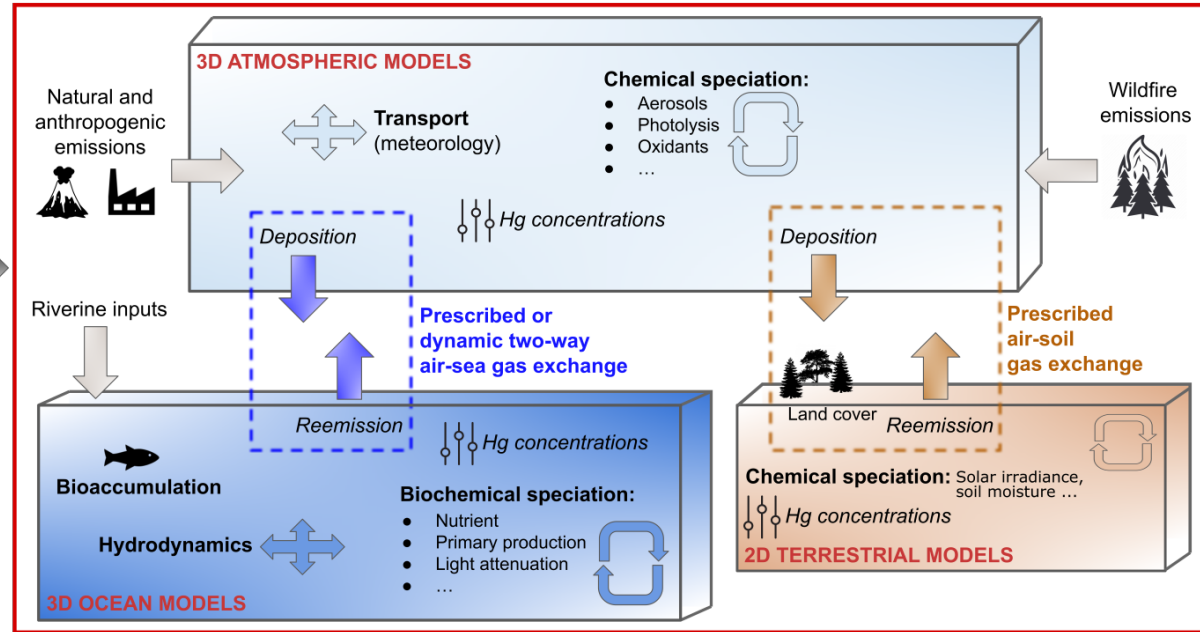 3D ATMOSPHERIC MODELS
Natural and
anthropogenic
emissions
Transport
(meteorology)
Chemical speciation:
● Aerosols
● Photolysis
● Oxidants
● …
Wildfire
emissions
Hg concentrations
Deposition
Deposition
Riverine inputs
Prescribed or
dynamic two-way
air-sea gas exchange
Prescribed
air-soil
gas exchange
Reemission
Hg concentrations
Bioaccumulation
Biochemical speciation:
● Nutrient
● Primary production
● Light attenuation
● …
Hydrodynamics
3D OCEAN MODELS
Land cover
Reemission
Chemical speciation: Solar irradiance,
soil moisture ...
Hg concentrations
2D TERRESTRIAL MODELS